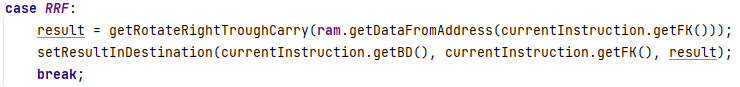 case RRF:
result = getRotateRightTroughCarry(ram.getDataFromAddress(currentInstruction.getFK()));
setResultInDestination(currentInstruction.getBD(), currentInstruction.getFK(), result);
break;